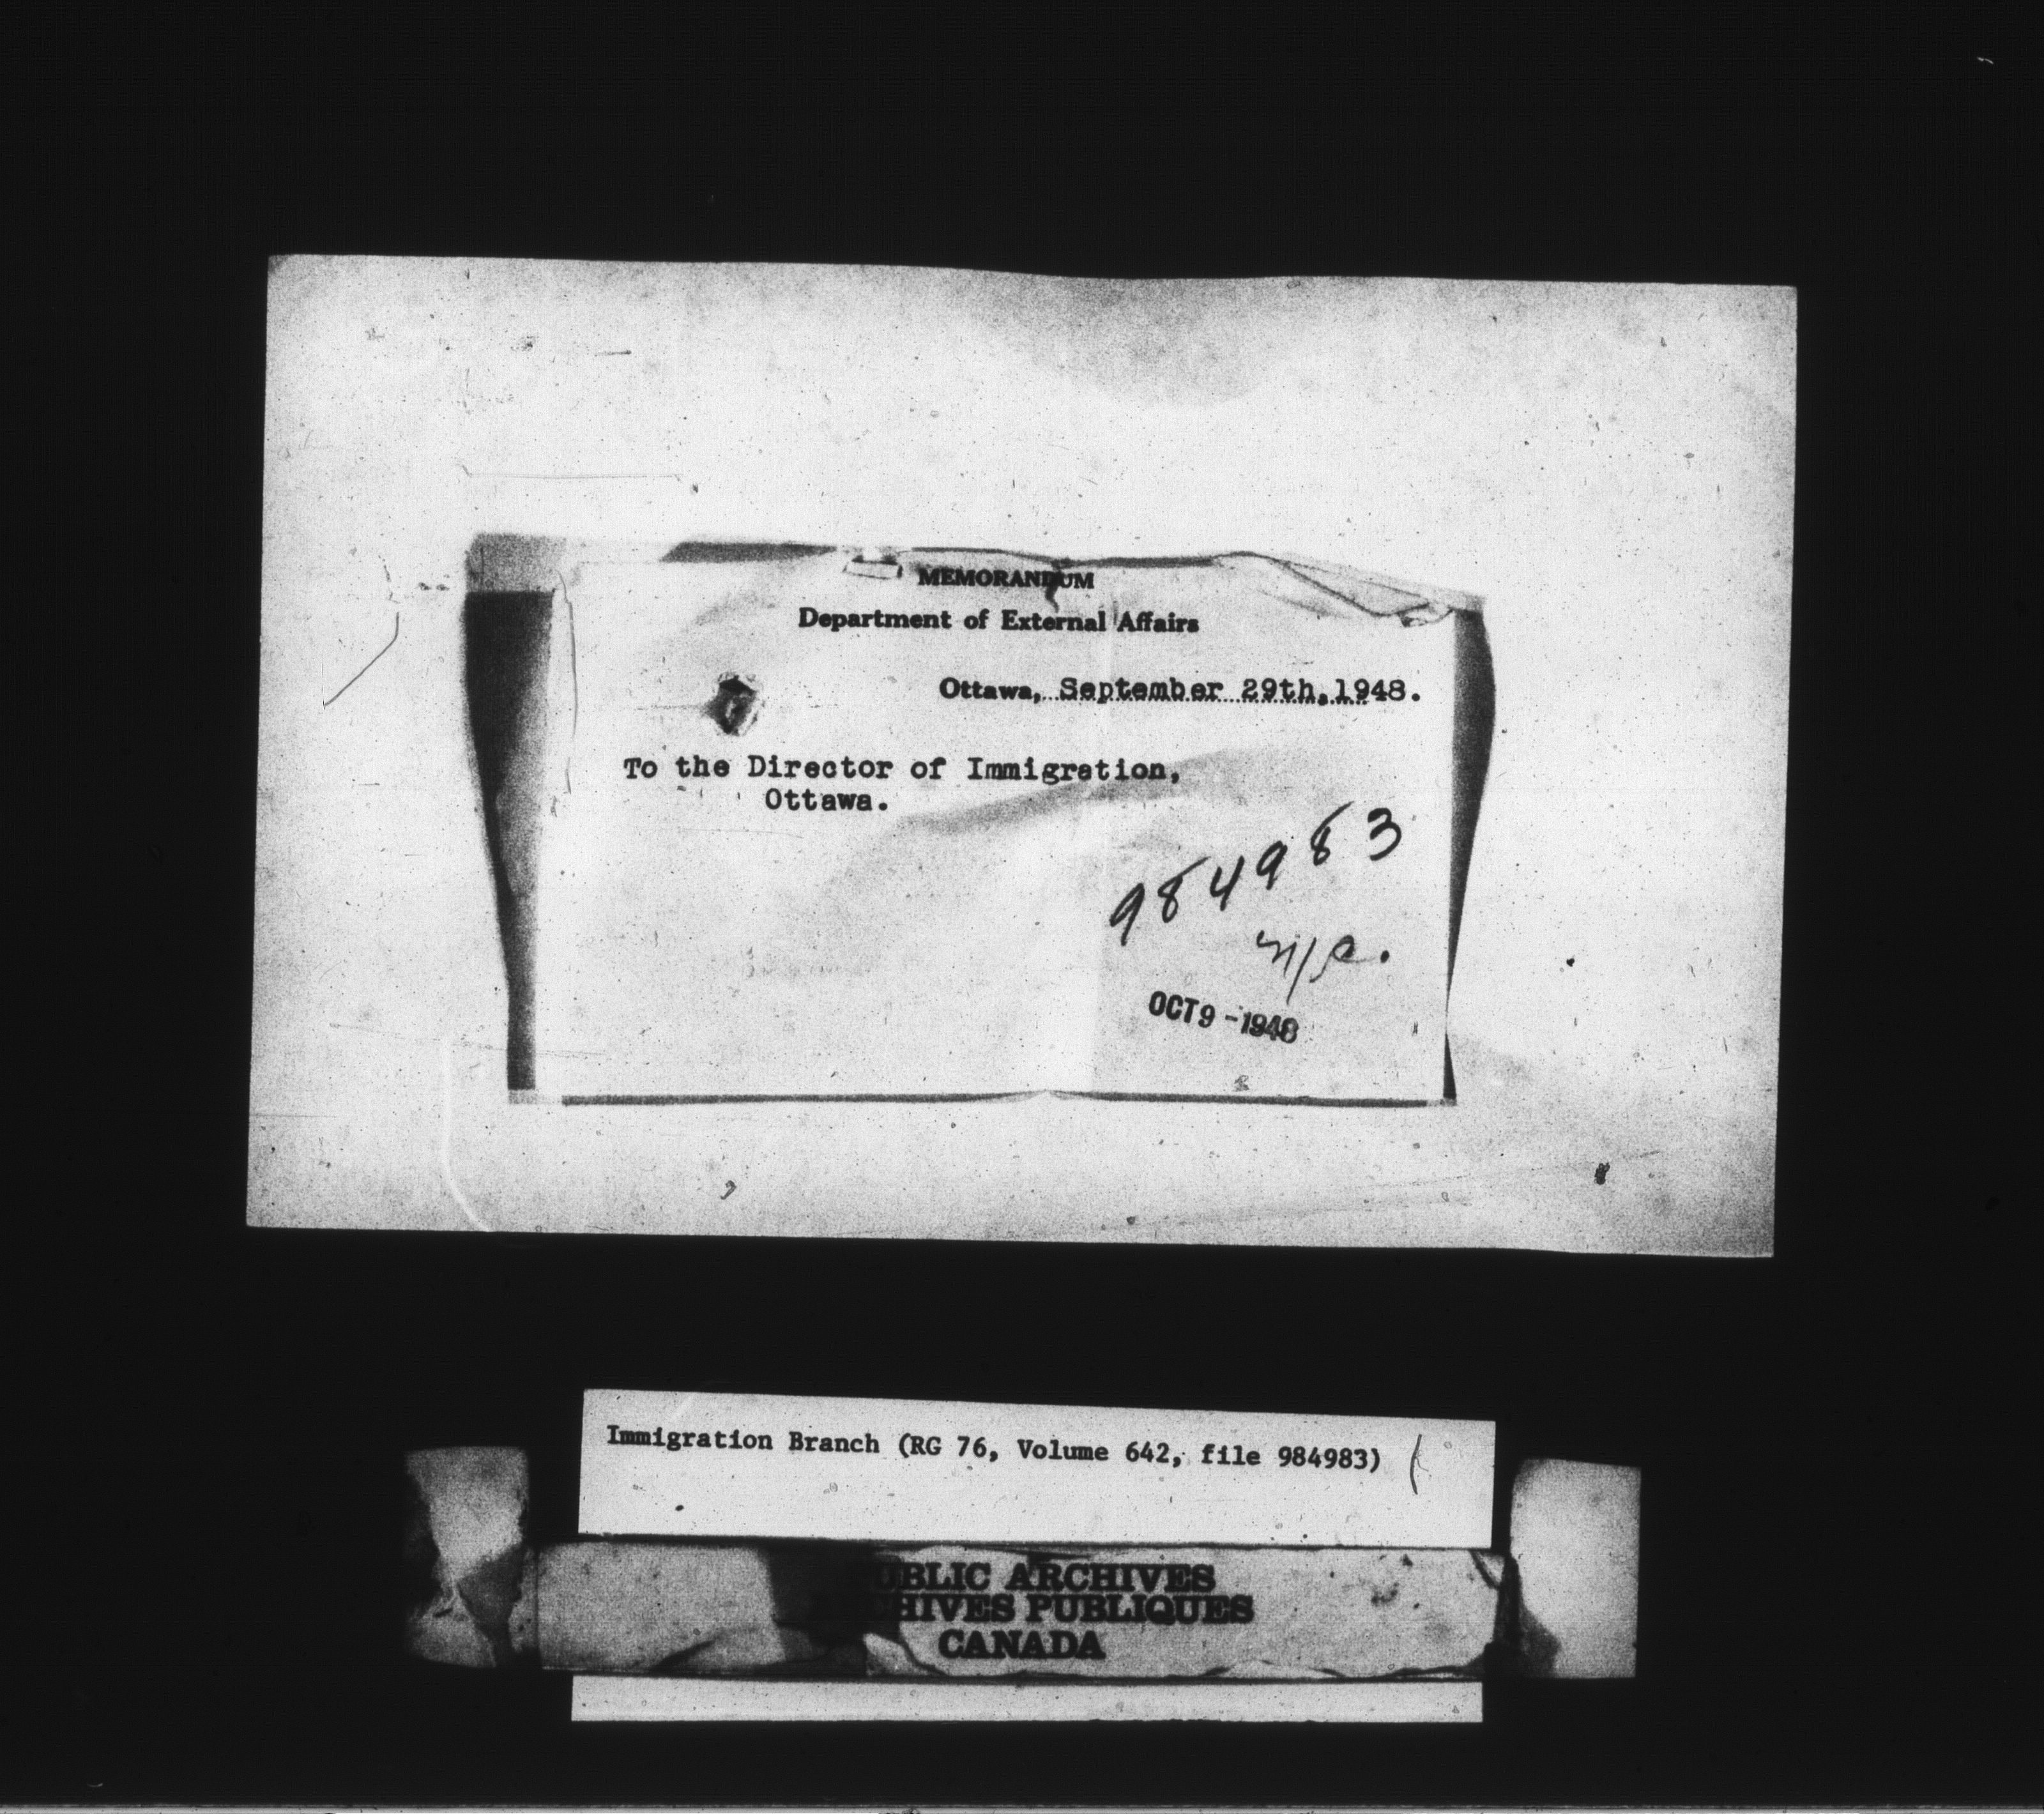 MEMORANDUM
Department of External Affairs
Ottawa, September 29th, 1948.
To the Director of Immigration,
Ottawa.
984983
OCT 9 - 1948
Immigration Branch (RG 76, Volume 642, file 984983)
PUBLIC ARCHIVES
ARCHIVES PUBLIQUES
CANADA